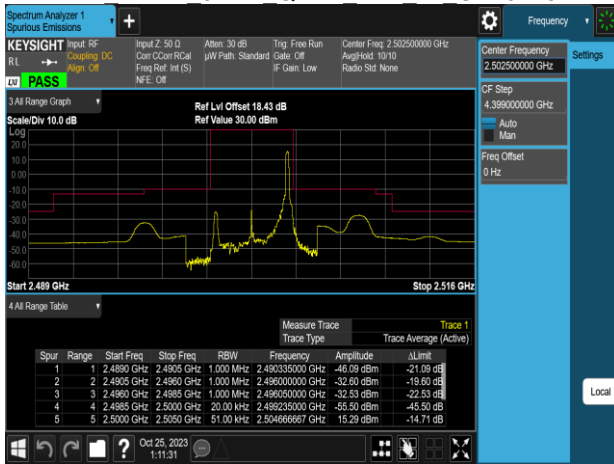 Spectrum Analyzer 1
Spurious Emissions
Frequency
KEYSIGHT Input: RF Input Z: 50 Ω Atten: 30 dB Trig: Free Run Center Freq: 2.502500000 GHz
RL Coupling: DC Corr CCorr RCal µW Path: Standard Gate: Off Avg|Hold: 10/10
Align: Off Freq Ref: Int (S) IF Gain: Low Radio Std: None
LXI PASS NFE: Off
Center Frequency
2.502500000 GHz
Settings
CF Step
4.399000000 GHz
Auto
Man
Freq Offset
0 Hz
3 All Range Graph
Scale/Div 10.0 dB
Ref Lvl Offset 18.43 dB
Ref Value 30.00 dBm
Log
20.0
10.0
0.00
-10.0
-20.0
-30.0
-40.0
-50.0
-60.0
Start 2.489 GHz Stop 2.516 GHz
4 All Range Table
Measure Trace Trace 1
Trace Type Trace Average (Active)
Spur Range Start Freq Stop Freq RBW Frequency Amplitude ΔLimit
1 1 2.4890 GHz 2.4905 GHz 1.000 MHz 2.490335000 GHz -46.09 dBm -21.09 dB
2 2 2.4905 GHz 2.4960 GHz 1.000 MHz 2.496000000 GHz -32.60 dBm -19.60 dB
3 3 2.4960 GHz 2.4985 GHz 1.000 MHz 2.496050000 GHz -32.53 dBm -22.53 dB
4 4 2.4985 GHz 2.5000 GHz 20.00 kHz 2.499235000 GHz -55.50 dBm -45.50 dB
5 5 2.5000 GHz 2.5050 GHz 51.00 kHz 2.504666667 GHz 15.29 dBm -14.71 dB
Local
? Oct 25, 2023
1:11:31